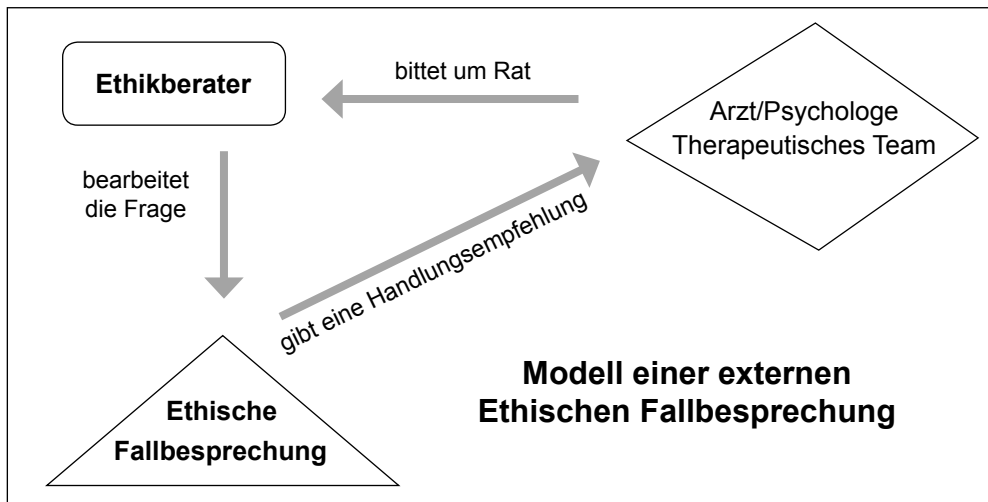 Ethikberater
bittet um Rat
Arzt/Psychologe
Therapeutisches Team
bearbeitet
die Frage
gibt eine Handlungsempfehlung
Ethische
Fallbesprechung
Modell einer externen
Ethischen Fallbesprechung